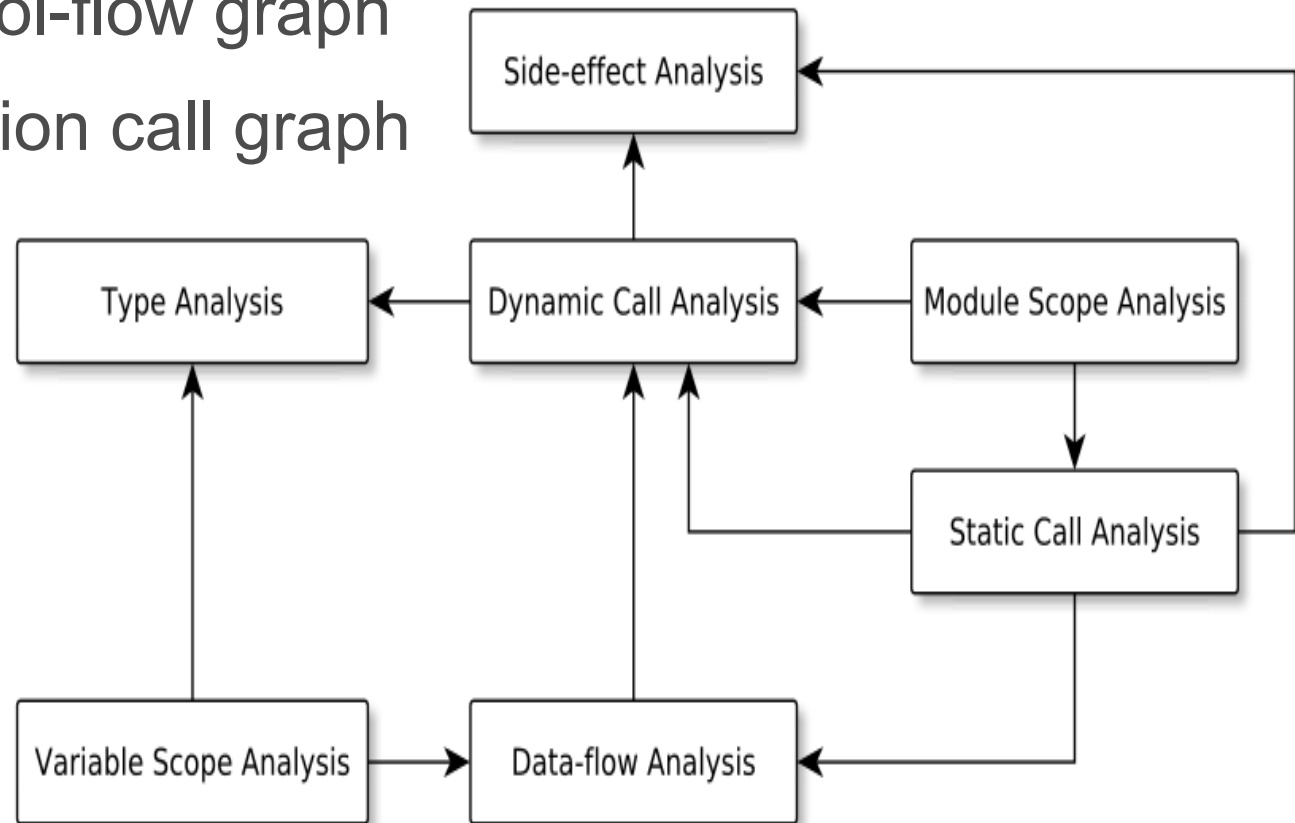 ol-flow graph
tion call graph
Side-effect Analysis
Type Analysis
Dynamic Call Analysis
Module Scope Analysis
Static Call Analysis
Variable Scope Analysis
Data-flow Analysis